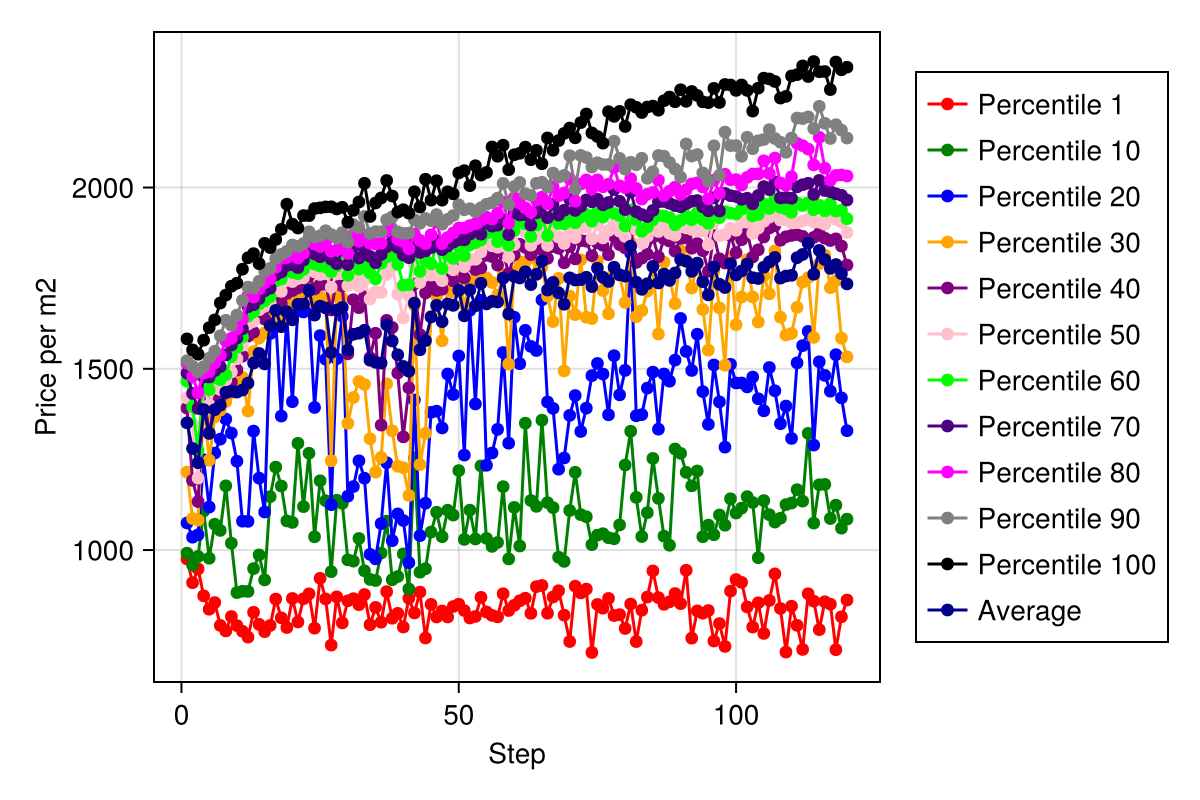 2000
1500
1000
Price per m2
0
50
100
Step
Percentile 1
Percentile 10
Percentile 20
Percentile 30
Percentile 40
Percentile 50
Percentile 60
Percentile 70
Percentile 80
Percentile 90
Percentile 100
Average